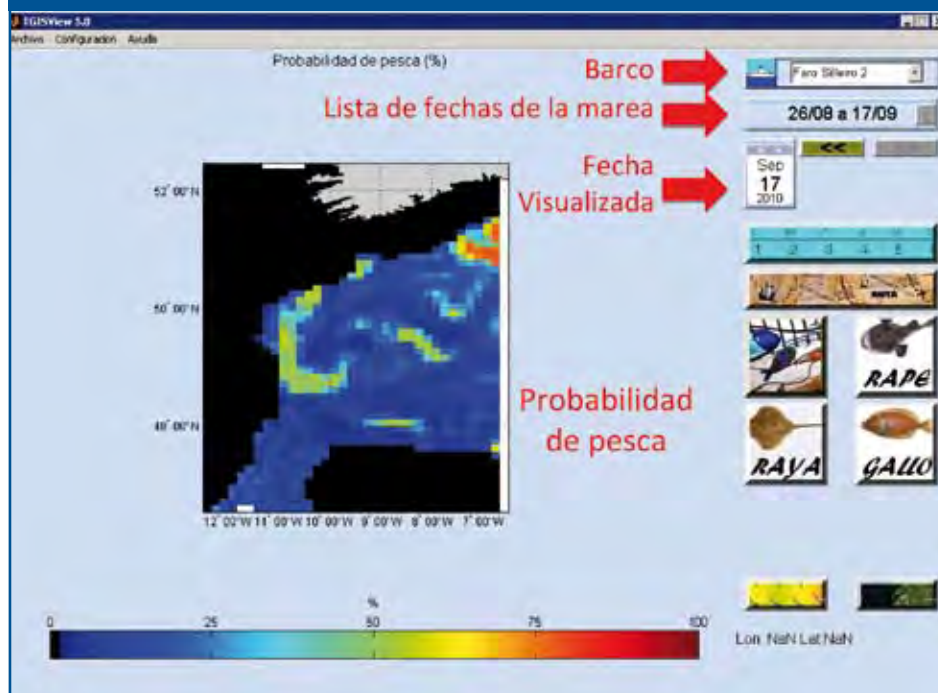 TGISView 5.0
Archivo Configuracion Ayuda
Probabilidad de pesca (%)
Barco
Faro Silleiro 2
Lista de fechas de la marea
26/08 a 17/09
<<
Fecha
Visualizada
Sep
17
2010
1 2 3 4 5
RUTA
52° 00'N
50° 00'N
48° 00'N
12° 00'W 11° 00'W 10° 00'W 9° 00'W 8° 00'W 7° 00'W
Probabilidad
de pesca
RAPE
RAYA
GALLO
%
0 25 50 75 100
Lon NaN Lat NaN